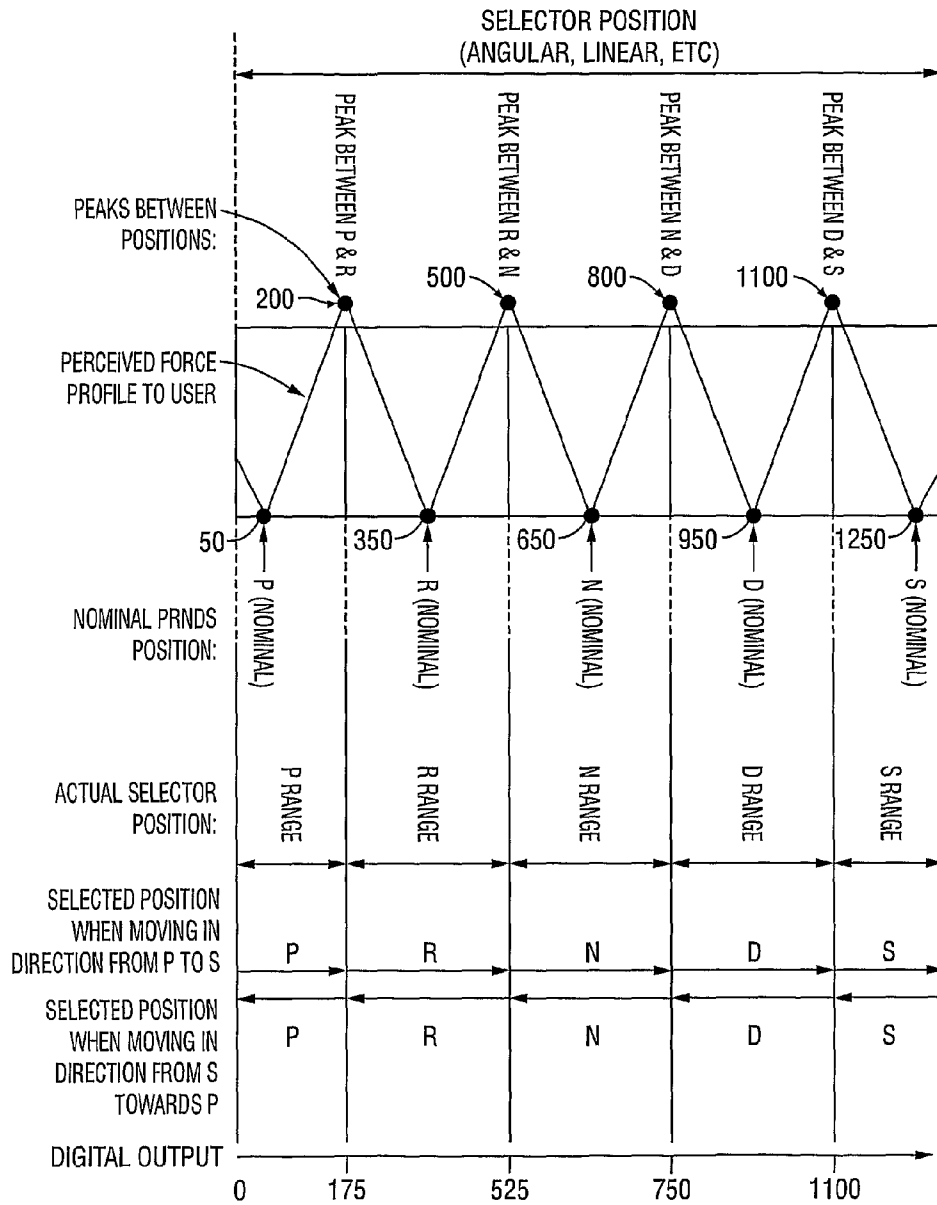 SELECTOR POSITION
(ANGULAR, LINEAR, ETC)
PEAK BETWEEN P & R
PEAK BETWEEN R & N
PEAK BETWEEN N & D
PEAK BETWEEN D & S
PEAKS BETWEEN
POSITIONS:
200
500
800
1100
PERCEIVED FORCE
PROFILE TO USER
50
350
650
950
1250
NOMINAL PRNDS
POSITION:
P (NOMINAL)
R (NOMINAL)
N (NOMINAL)
D (NOMINAL)
S (NOMINAL)
ACTUAL SELECTOR
POSITION:
P RANGE
R RANGE
N RANGE
D RANGE
S RANGE
SELECTED POSITION
WHEN MOVING IN
DIRECTION FROM P TO S
P R N D S
SELECTED POSITION
WHEN MOVING IN
DIRECTION FROM S
TOWARDS P
P R N D S
DIGITAL OUTPUT
0 175 525 750 1100